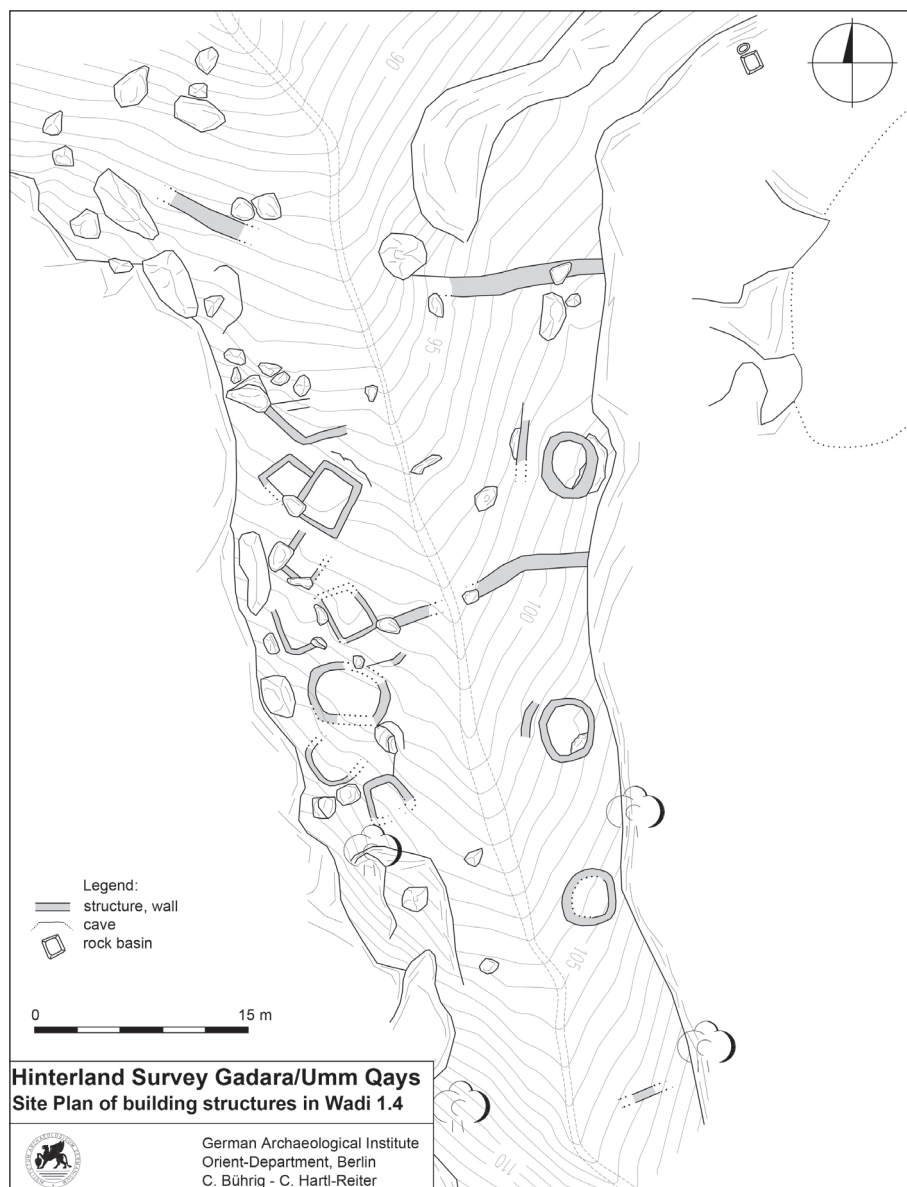 90
95
100
105
110
Legend:
structure, wall
cave
rock basin
0 15 m
Hinterland Survey Gadara/Umm Qays
Site Plan of building structures in Wadi 1.4
German Archaeological Institute
Orient-Department, Berlin
C. Bührig - C. Hartl-Reiter